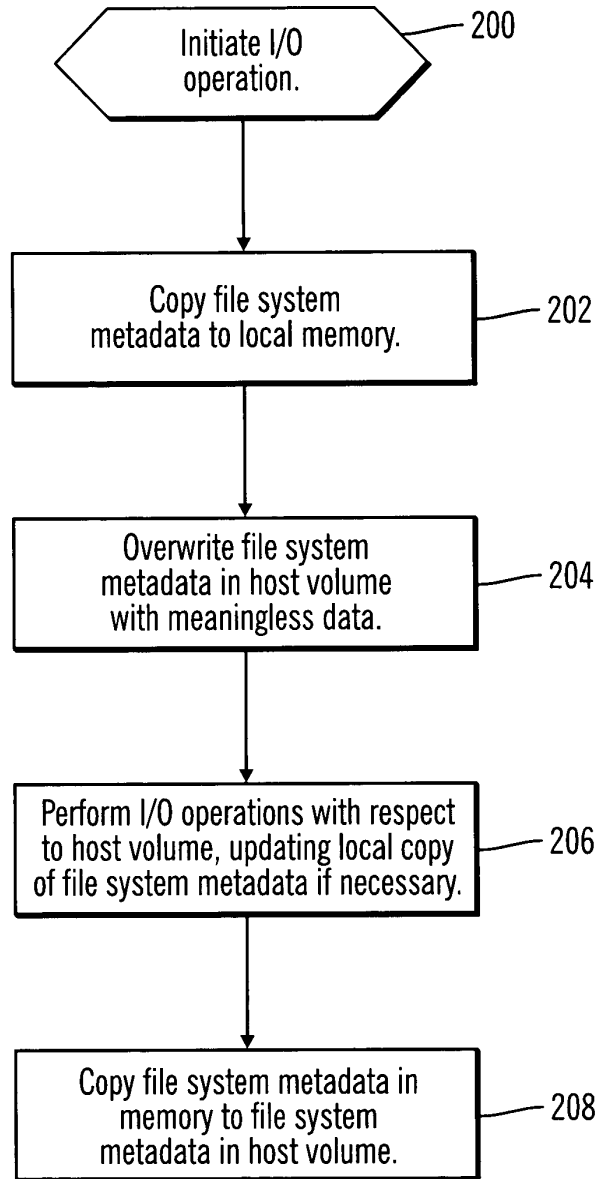 Initiate I/O
operation.
200
Copy file system
metadata to local memory.
202
Overwrite file system
metadata in host volume
with meaningless data.
204
Perform I/O operations with respect
to host volume, updating local copy
of file system metadata if necessary.
206
Copy file system metadata in
memory to file system
metadata in host volume.
208